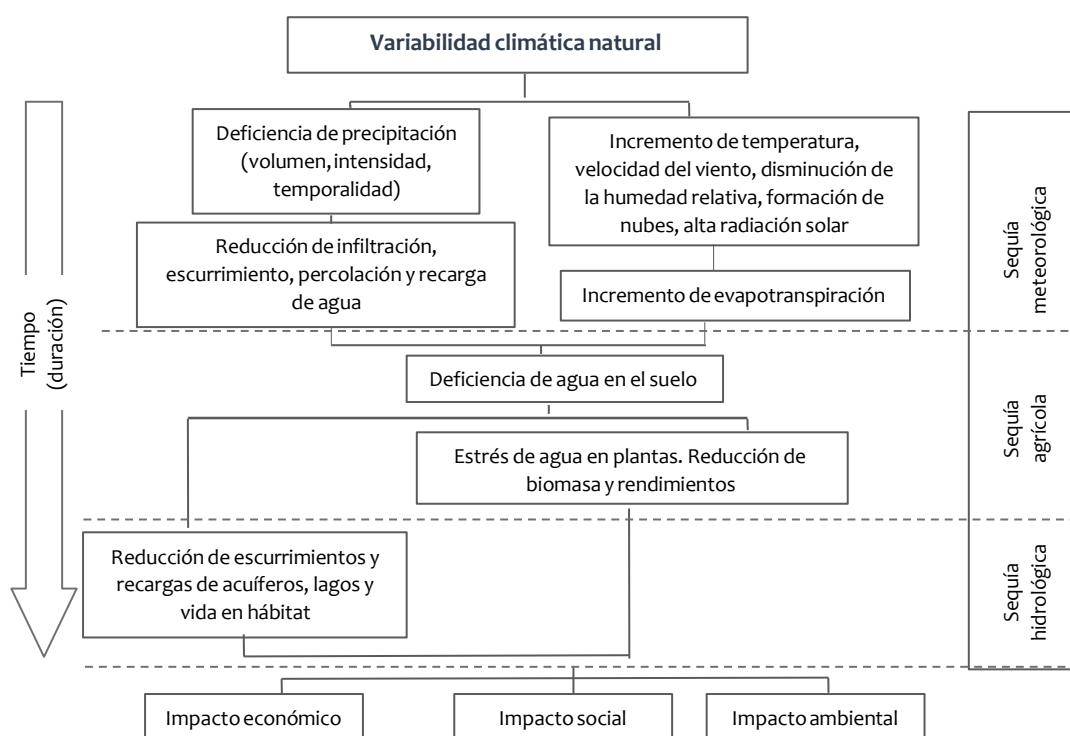 Variabilidad climática natural
Deficiencia de precipitación
(volumen, intensidad,
temporalidad)
Incremento de temperatura,
velocidad del viento, disminución de
la humedad relativa, formación de
nubes, alta radiación solar
Reducción de infiltración,
escurrimiento, percolación y recarga
de agua
Incremento de evapotranspiración
Sequía
meteorológica
Tiempo
(duración)
Deficiencia de agua en el suelo
Estrés de agua en plantas. Reducción de
biomasa y rendimientos
Sequía
agrícola
Reducción de escurrimientos y
recargas de acuíferos, lagos y
vida en hábitat
Sequía
hidrológica
Impacto económico
Impacto social
Impacto ambiental